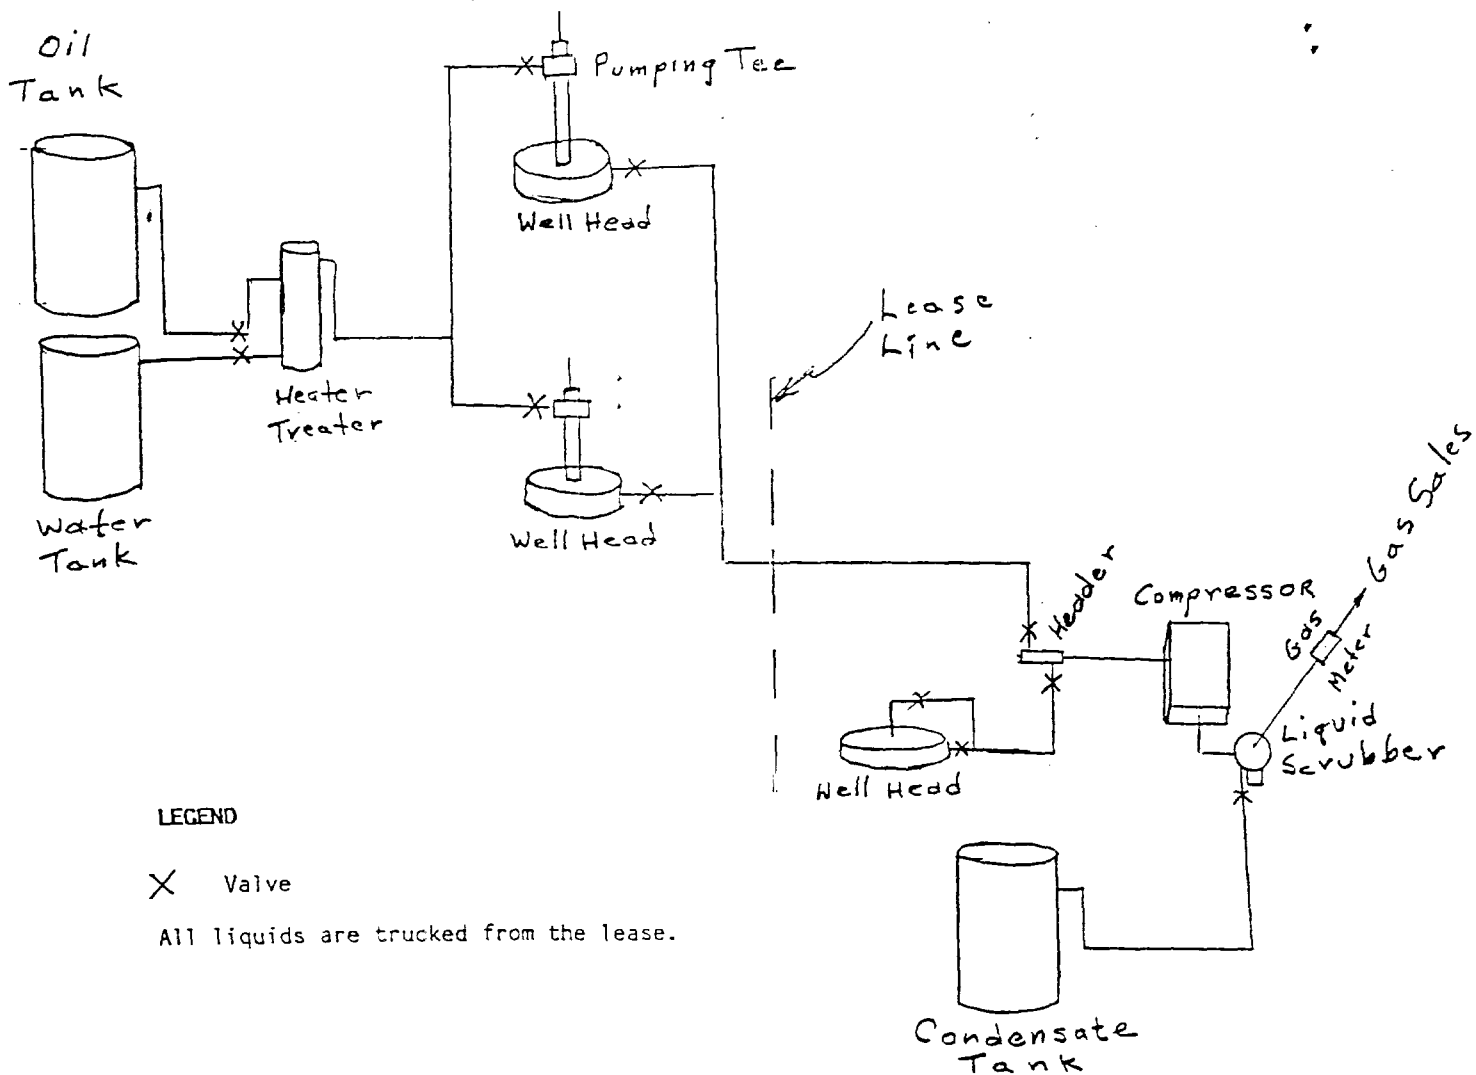 Oil
Tank
Pumping Tee
Well Head
Lease
Line
Heater
Treater
Well Head
Water
Tank
Hedder
Compressor
Gas Sales
Gas
Meter
Liquid
Scrubber
Well Head
LEGEND
X Valve
All liquids are trucked from the lease.
Condensate
Tank